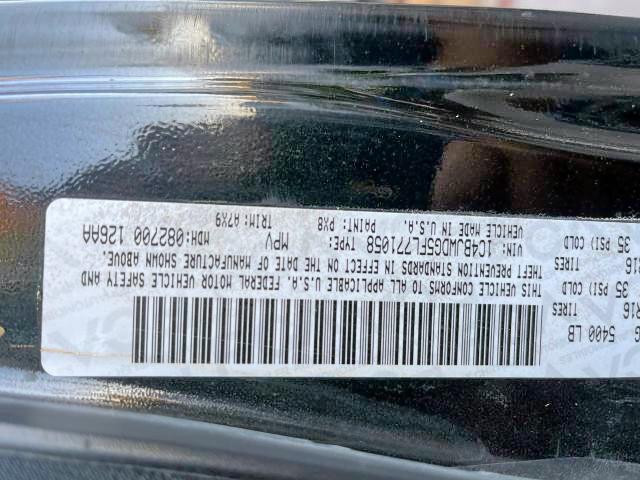 G 5400 LB
R16 TIRES
35 PSI COLD
R16 TIRES
35 PSI COLD
THIS VEHICLE CONFORMS TO ALL APPLICABLE U.S.A. FEDERAL MOTOR VEHICLE SAFETY AND
THEFT PREVENTION STANDARDS IN EFFECT ON THE DATE OF MANUFACTURE SHOWN ABOVE.
VIN: 1C4BJWDG5FL771058 TYPE: MPV MDH:082700 126AA
PAINT: PX8 TRIM: A7X9
VEHICLE MADE IN U.S.A.